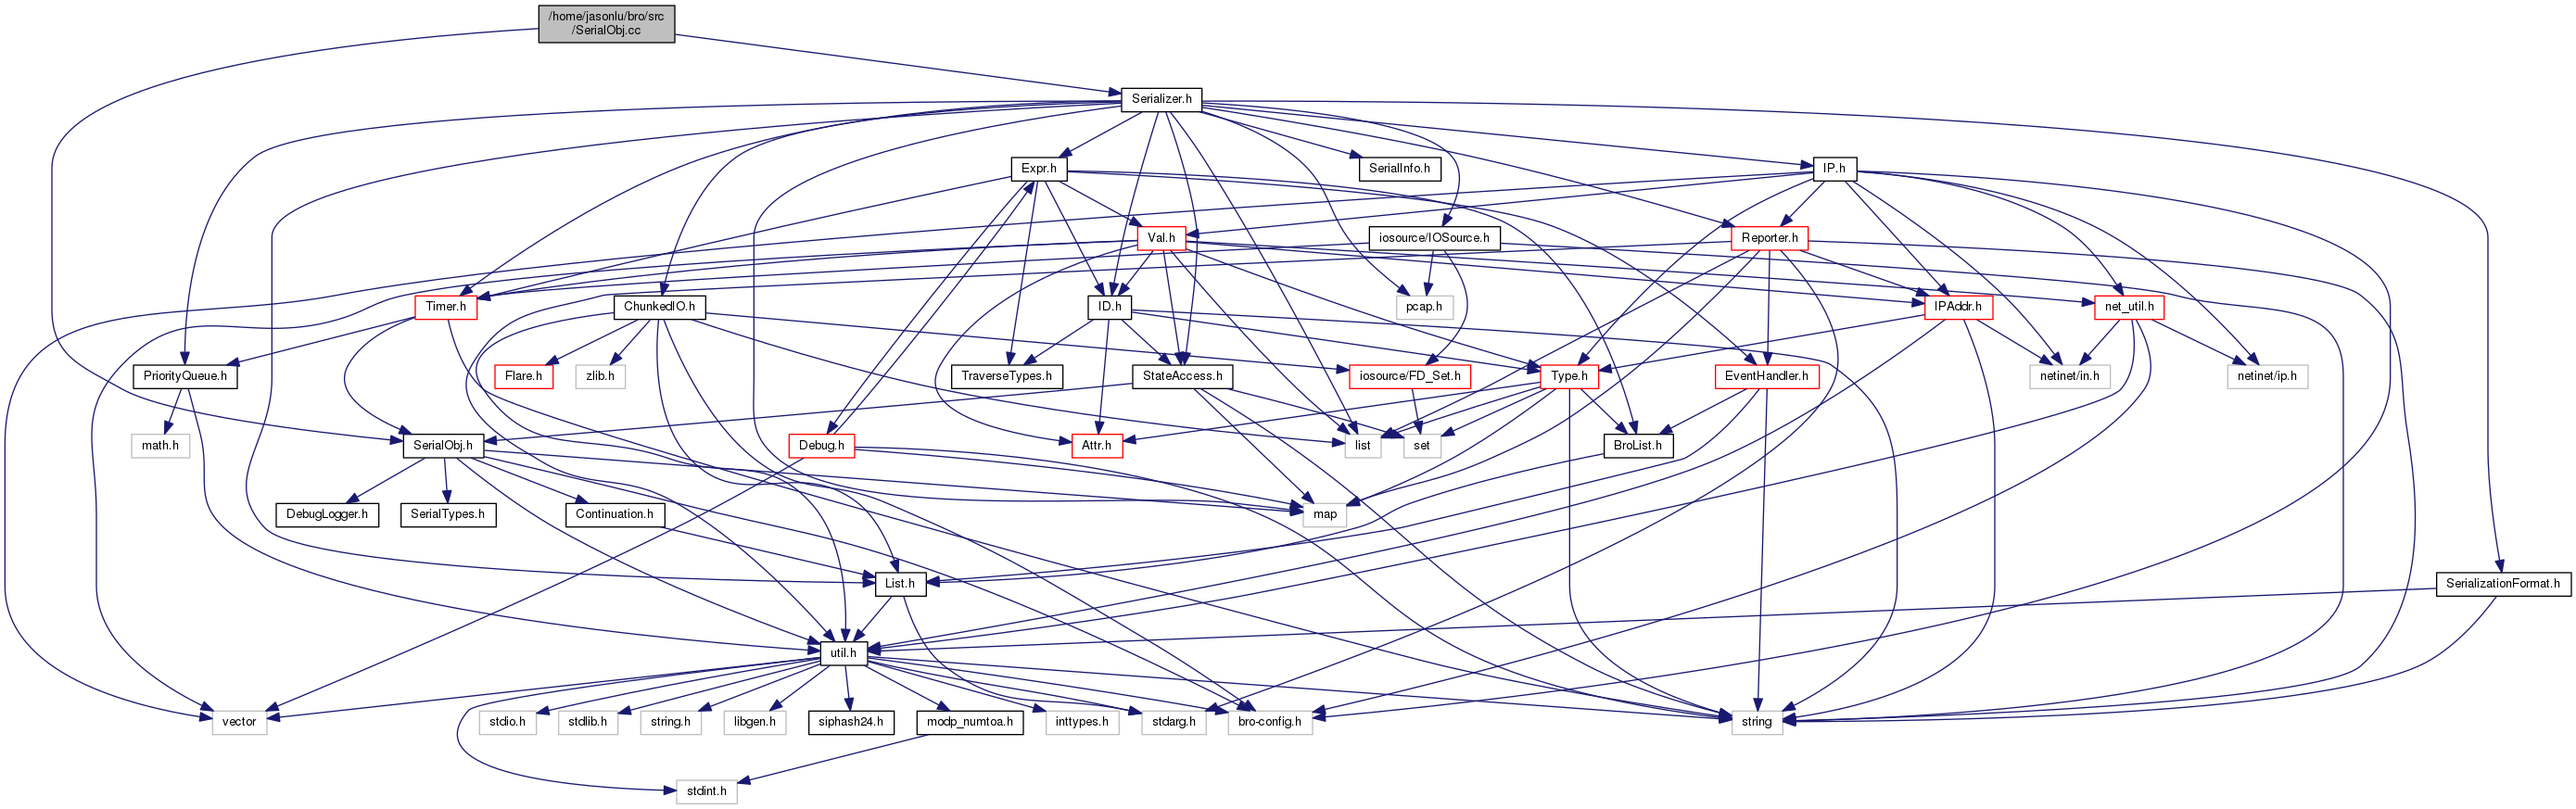 /home/jasonlu/bro/src
/SerialObj.cc
Serializer.h
Expr.h
SerialInfo.h
IP.h
Val.h
iosource/IOSource.h
Reporter.h
Timer.h
ChunkedIO.h
ID.h
pcap.h
IPAddr.h
net_util.h
PriorityQueue.h
Flare.h
zlib.h
TraverseTypes.h
StateAccess.h
iosource/FD_Set.h
Type.h
EventHandler.h
netinet/in.h
netinet/ip.h
math.h
SerialObj.h
Debug.h
Attr.h
list
set
BroList.h
DebugLogger.h
SerialTypes.h
Continuation.h
map
List.h
SerializationFormat.h
util.h
vector
stdio.h
stdlib.h
string.h
libgen.h
siphash24.h
modp_numtoa.h
inttypes.h
stdarg.h
bro-config.h
string
stdint.h